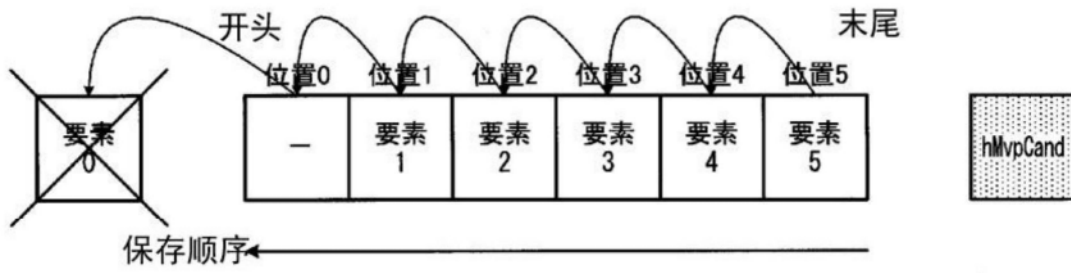 开头
末尾
位置0 位置1 位置2 位置3 位置4 位置5
要素
0
-
要素
1
要素
2
要素
3
要素
4
要素
5
hMvpCand
保存顺序